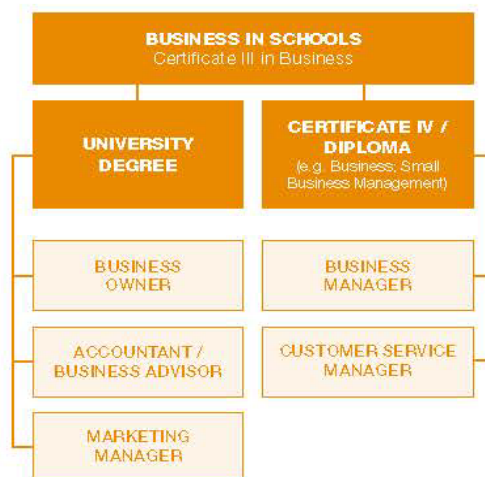 BUSINESS IN SCHOOLS
Certificate III in Business
UNIVERSITY
DEGREE
CERTIFICATE IV /
DIPLOMA
(e.g. Business; Small
Business Management)
BUSINESS
OWNER
BUSINESS
MANAGER
ACCOUNTANT /
BUSINESS ADVISOR
CUSTOMER SERVICE
MANAGER
MARKETING
MANAGER